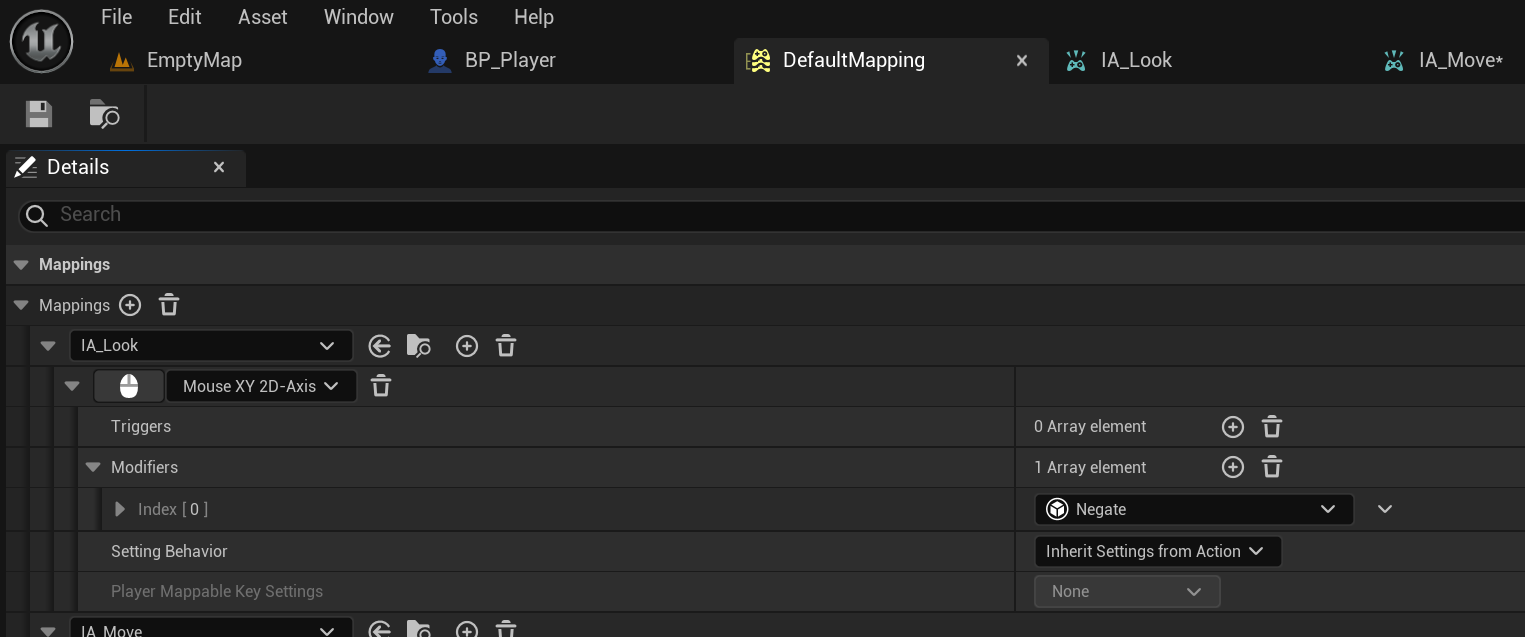 File Edit Asset Window Tools Help
EmptyMap BP_Player DefaultMapping IA_Look IA_Move*
Details
Search
Mappings
Mappings
IA_Look
Mouse XY 2D-Axis
Triggers 0 Array element
Modifiers 1 Array element
Index [ 0 ] Negate
Setting Behavior Inherit Settings from Action
Player Mappable Key Settings None
IA_Move